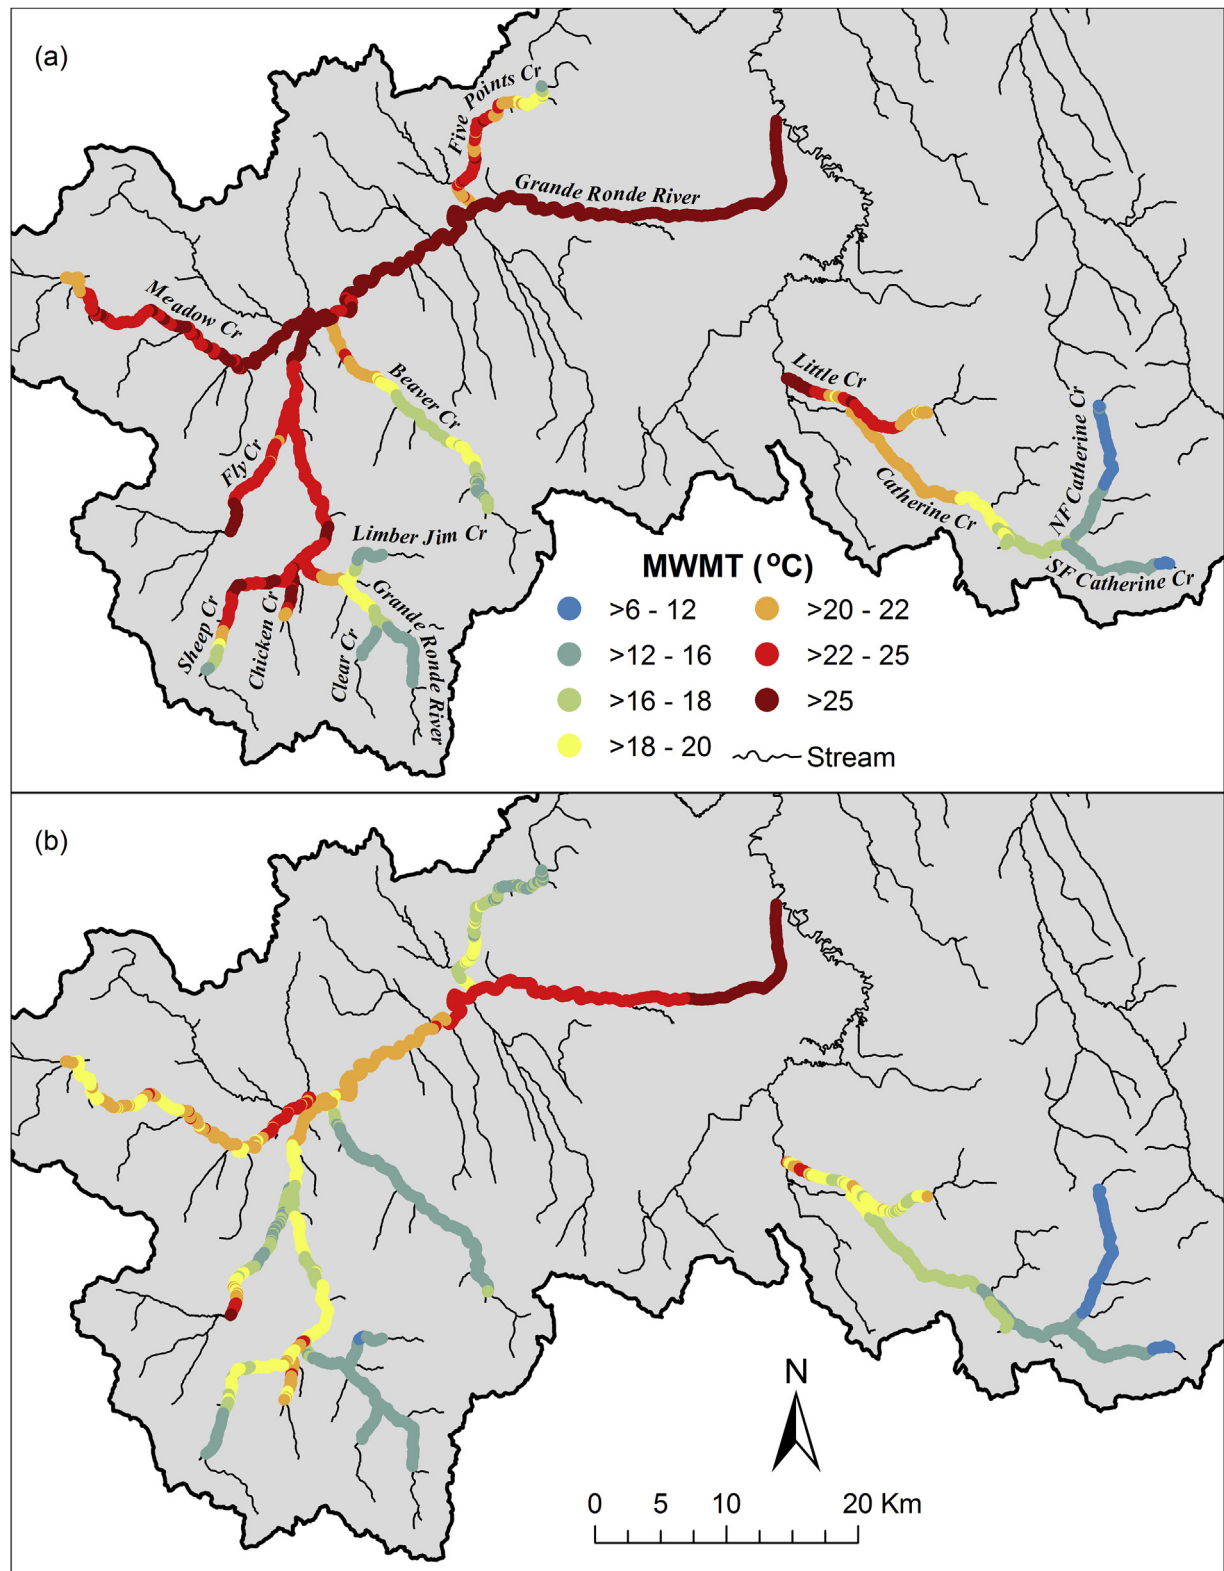 (a)
Five Points Cr
Grande Ronde River
Meadow Cr
Beaver Cr
Little Cr
Fly Cr
Catherine Cr
NF Catherine Cr
SF Catherine Cr
Limber Jim Cr
Grande Ronde River
Sheep Cr
Chicken Cr
Clear Cr
MWMT (°C)
>6 - 12
>12 - 16
>16 - 18
>18 - 20
>20 - 22
>22 - 25
>25
Stream
(b)
N
0 5 10 20 Km